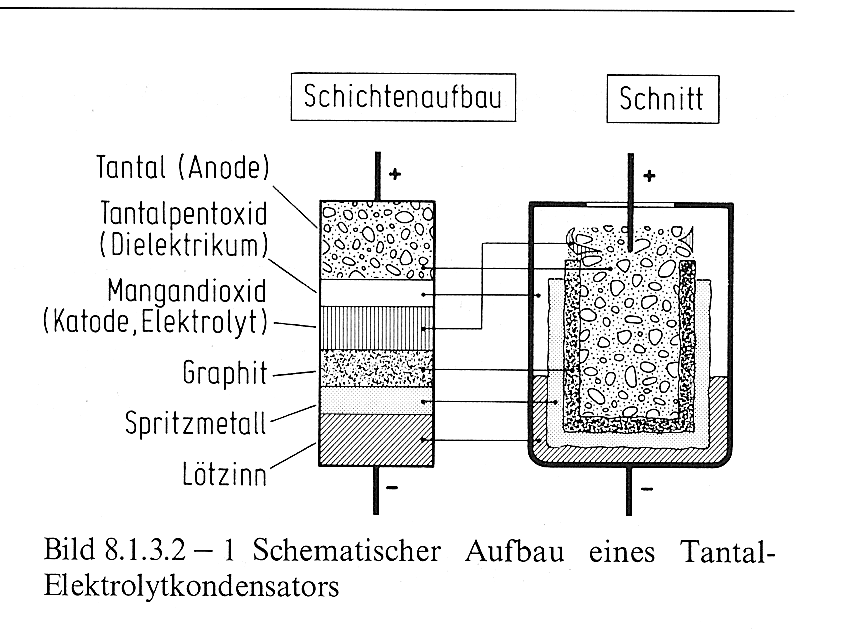 Schichtenaufbau
Schnitt
Tantal (Anode)
Tantalpentoxid
(Dielektrikum)
Mangandioxid
(Katode, Elektrolyt)
Graphit
Spritzmetall
Lötzinn
+
+
−
−
Bild 8.1.3.2 − 1 Schematischer Aufbau eines Tantal-
Elektrolytkondensators